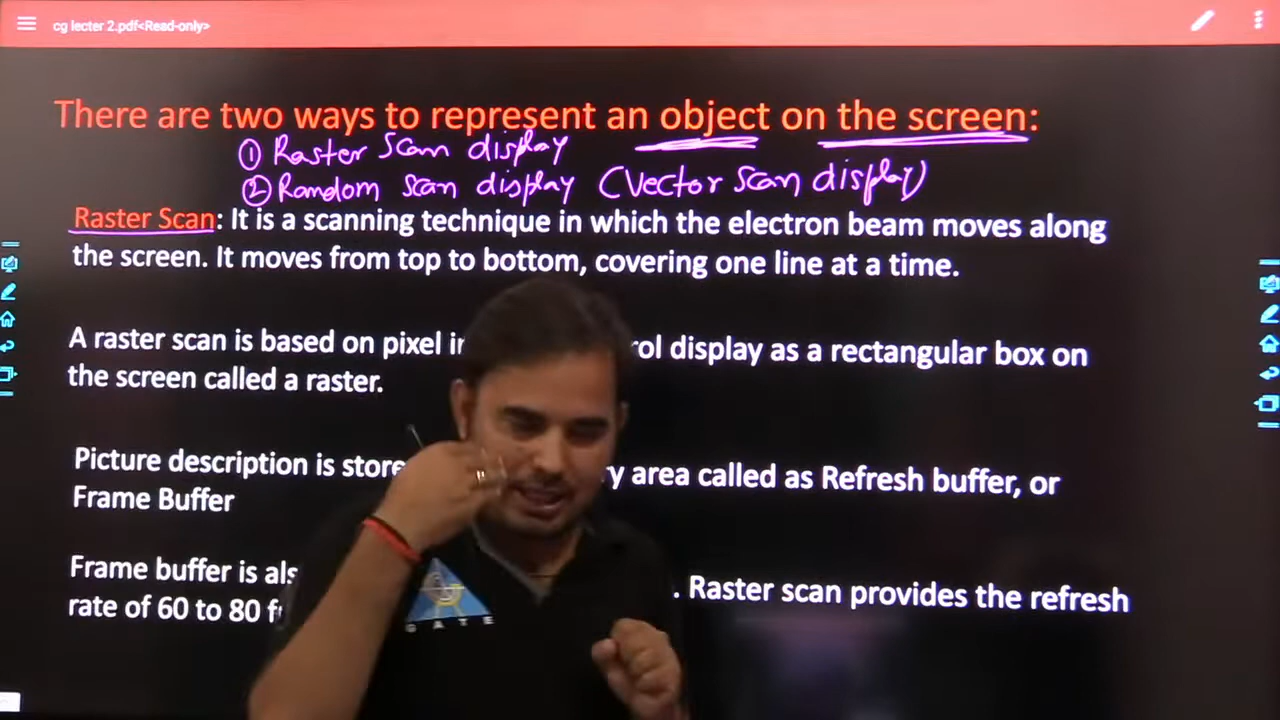 cg lecter 2.pdf<Read-only>
There are two ways to represent an object on the screen:
① Raster Scan display
② Random scan display (Vector scan display)
Raster Scan: It is a scanning technique in which the electron beam moves along
the screen. It moves from top to bottom, covering one line at a time.
A raster scan is based on pixel in rol display as a rectangular box on
the screen called a raster.
Picture description is store y area called as Refresh buffer, or
Frame Buffer
Frame buffer is als . Raster scan provides the refresh
rate of 60 to 80 f
GATE